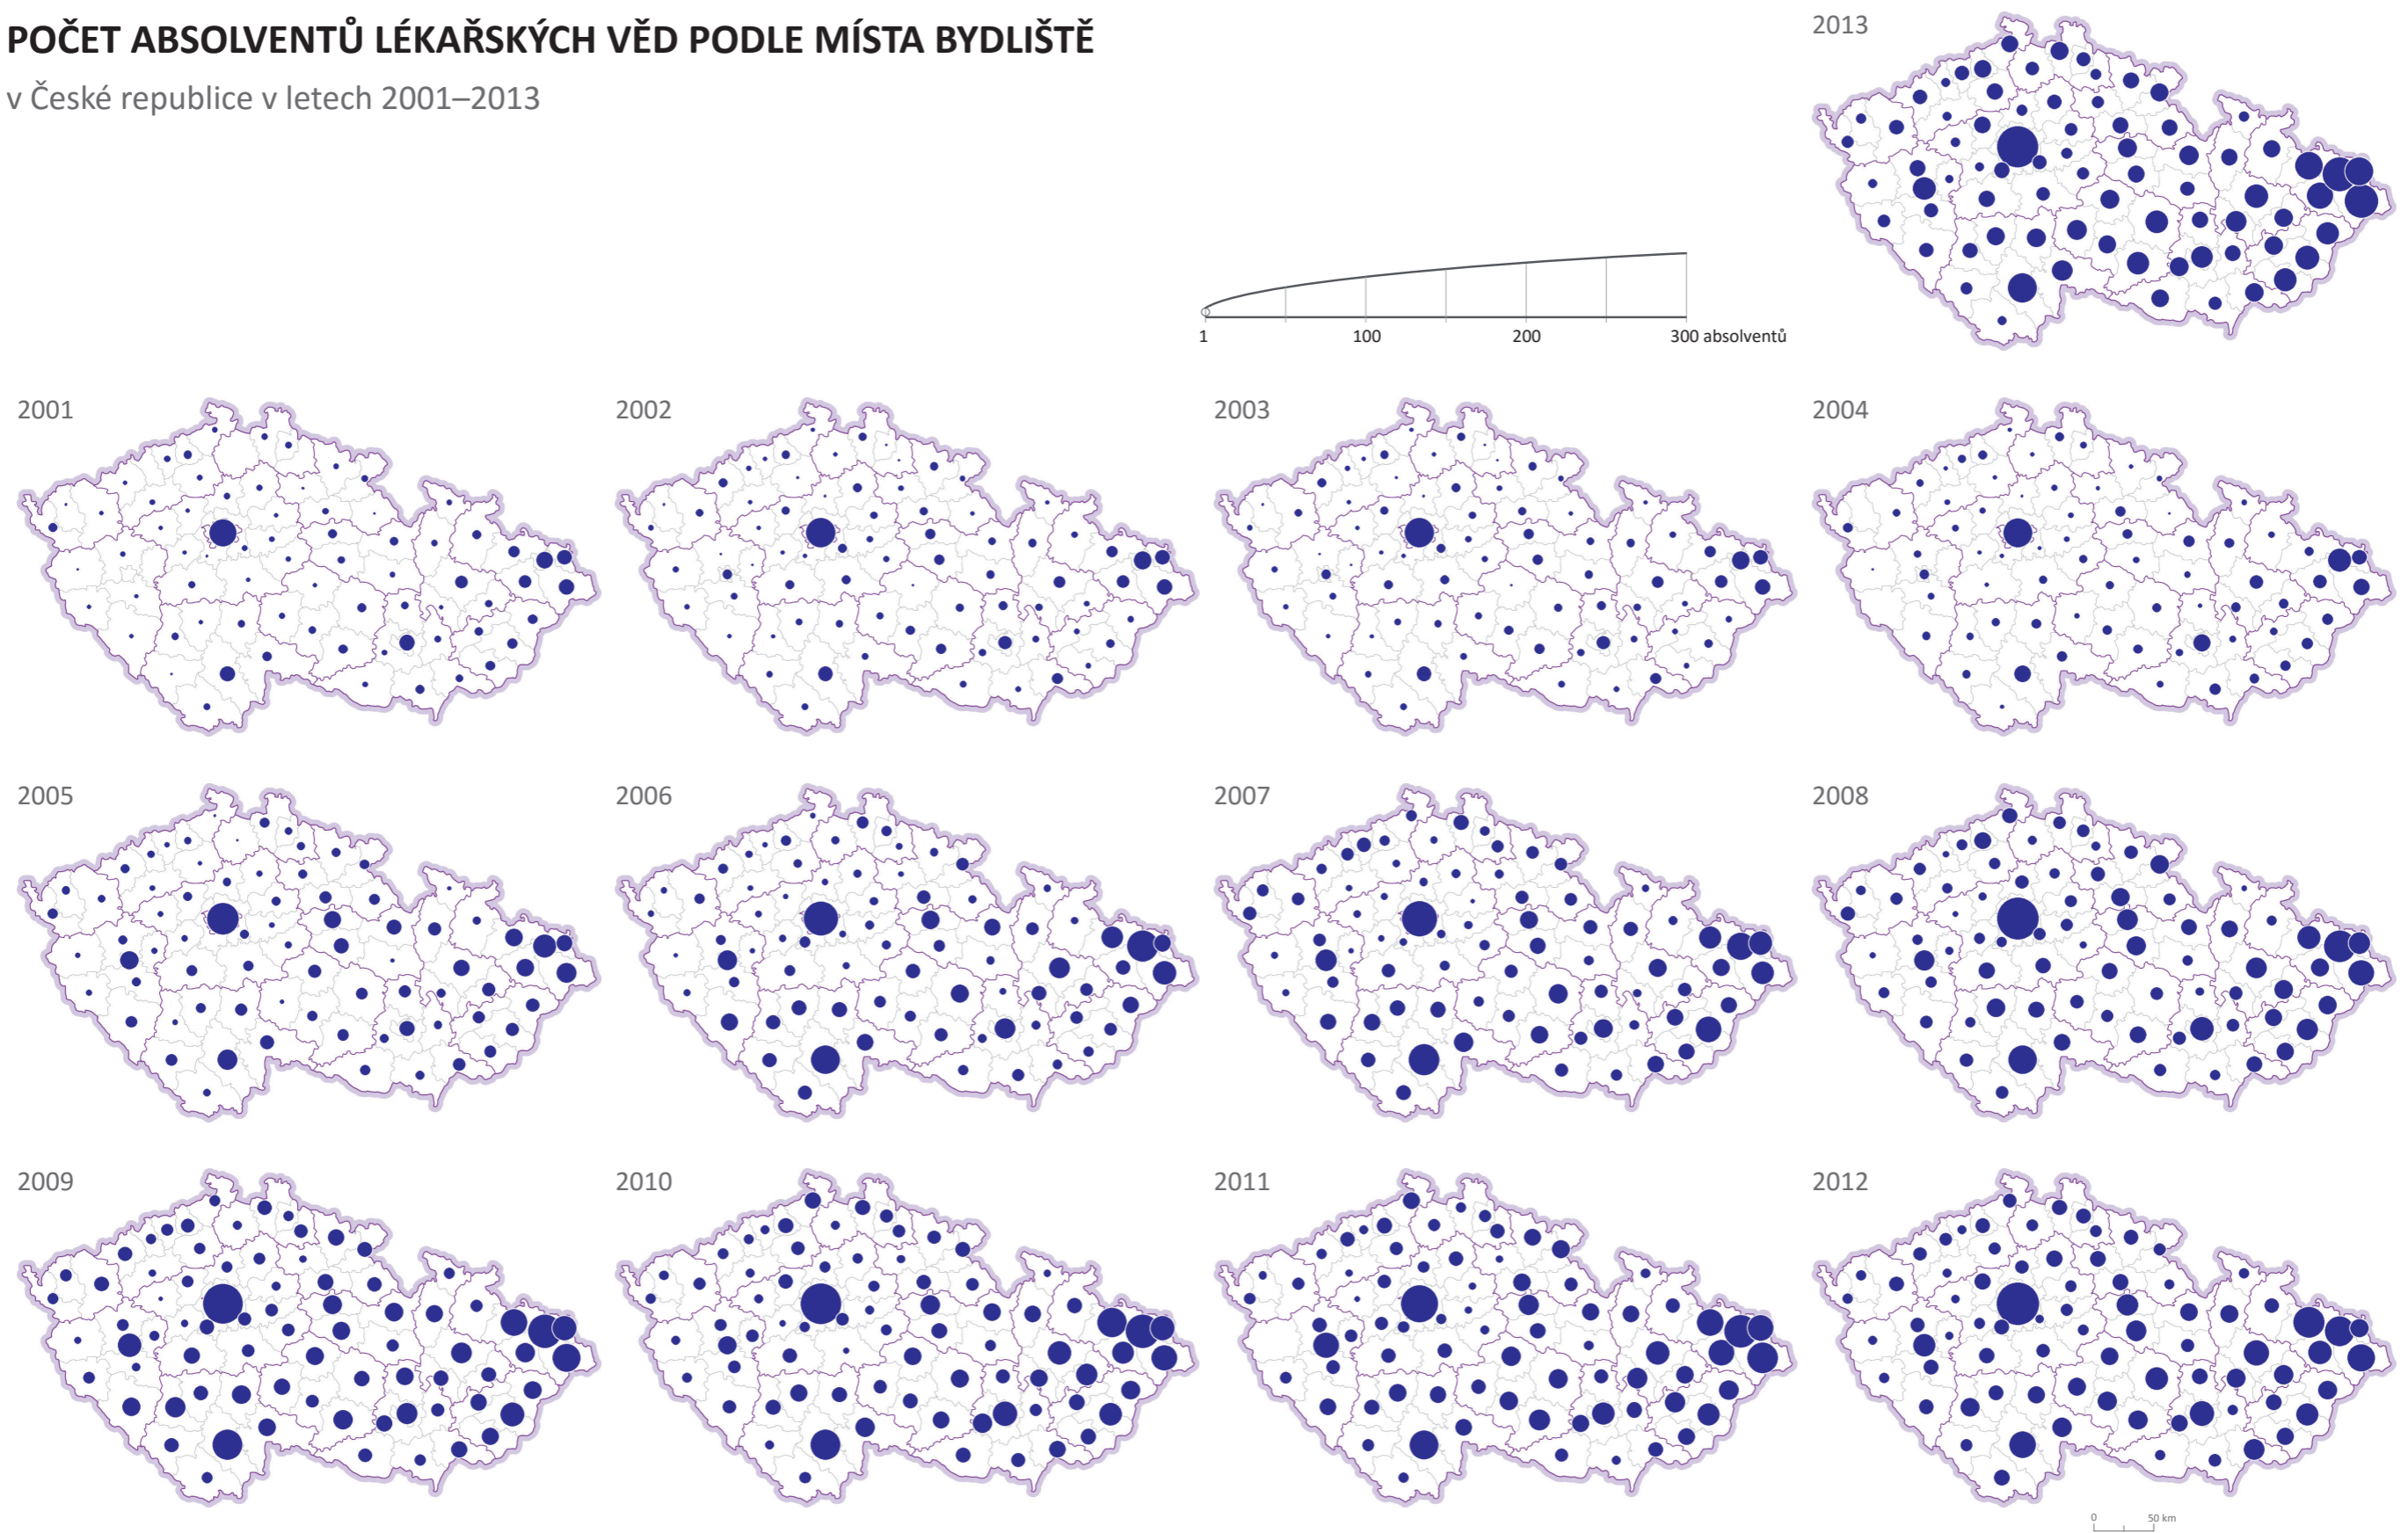 POČET ABSOLVENTŮ LÉKAŘSKÝCH VĚD PODLE MÍSTA BYDLIŠTĚ
v České republice v letech 2001–2013
2013
1 100 200 300 absolventů
2001 2002 2003 2004
2005 2006 2007 2008
2009 2010 2011 2012
0 50 km